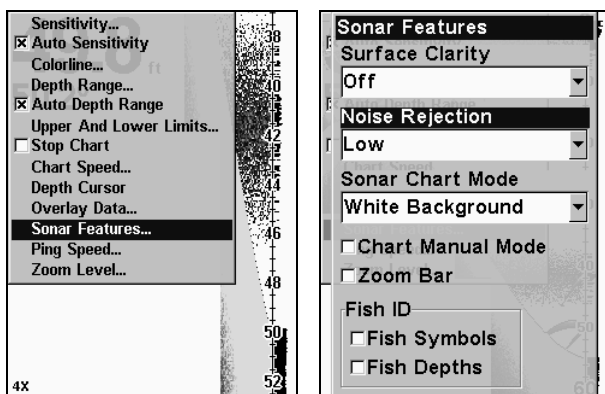 Sensitivity...
Auto Sensitivity
Colorline...
Depth Range...
Auto Depth Range
Upper And Lower Limits...
Stop Chart
Chart Speed...
Depth Cursor
Overlay Data...
Sonar Features...
Ping Speed...
Zoom Level...
ft
38
40
42
44
46
48
50
52
4X
Sonar Features
Surface Clarity
Off
Noise Rejection
Low
Sonar Chart Mode
White Background
Chart Manual Mode
Zoom Bar
Fish ID
Fish Symbols
Fish Depths
50
60